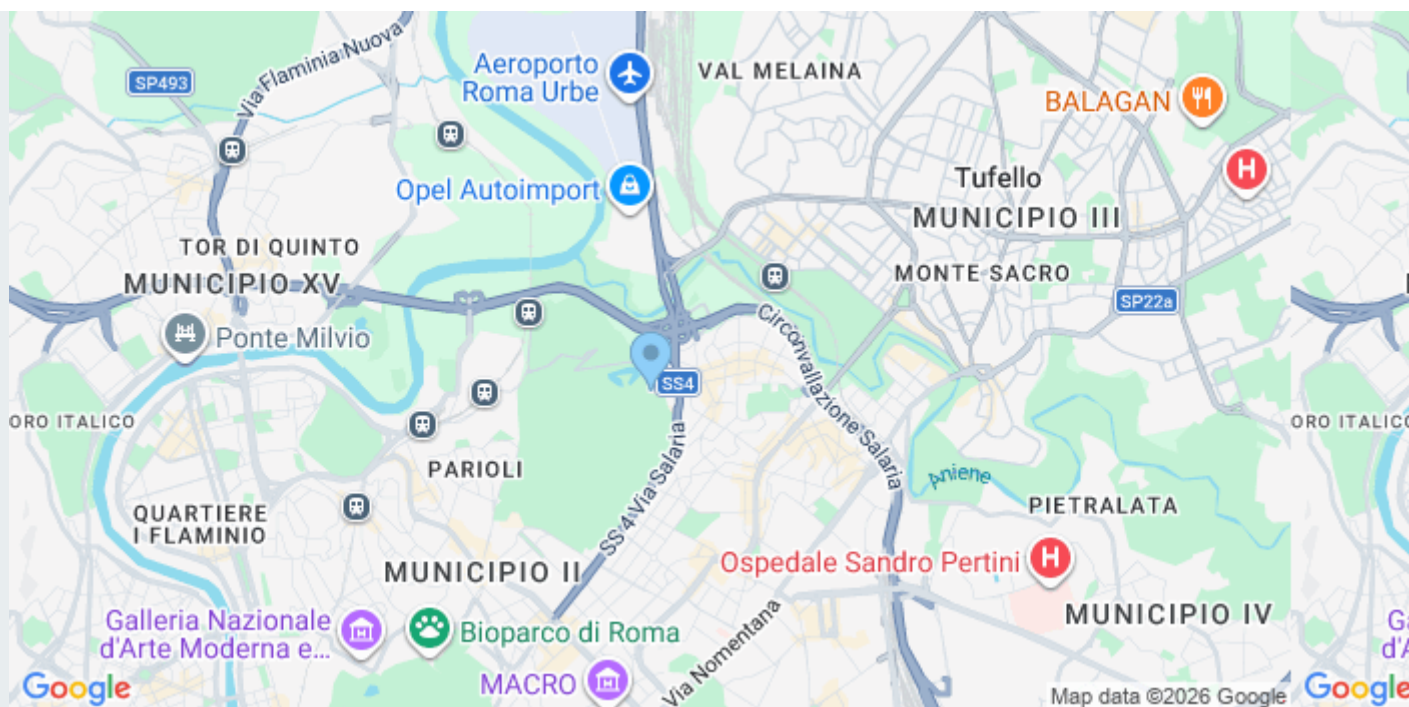 SP493
Via Flaminia Nuova
Aeroporto
Roma Urbe
VAL MELAINA
BALAGAN
H
Opel Autoimport
Tufello
MUNICIPIO III
TOR DI QUINTO
MUNICIPIO XV
MONTE SACRO
SP22a
Ponte Milvio
Circonvallazione Salaria
SS4
ORO ITALICO
ORO ITALICO
PARIOLI
SS4 Via Salaria
Aniene
PIETRALATA
QUARTIERE
I FLAMINIO
Ospedale Sandro Pertini
H
MUNICIPIO II
MUNICIPIO IV
Galleria Nazionale
d'Arte Moderna e...
Bioparco di Roma
Ga
d'A
MACRO
Via Nomentana
Google
Map data ©2026 Google
Google